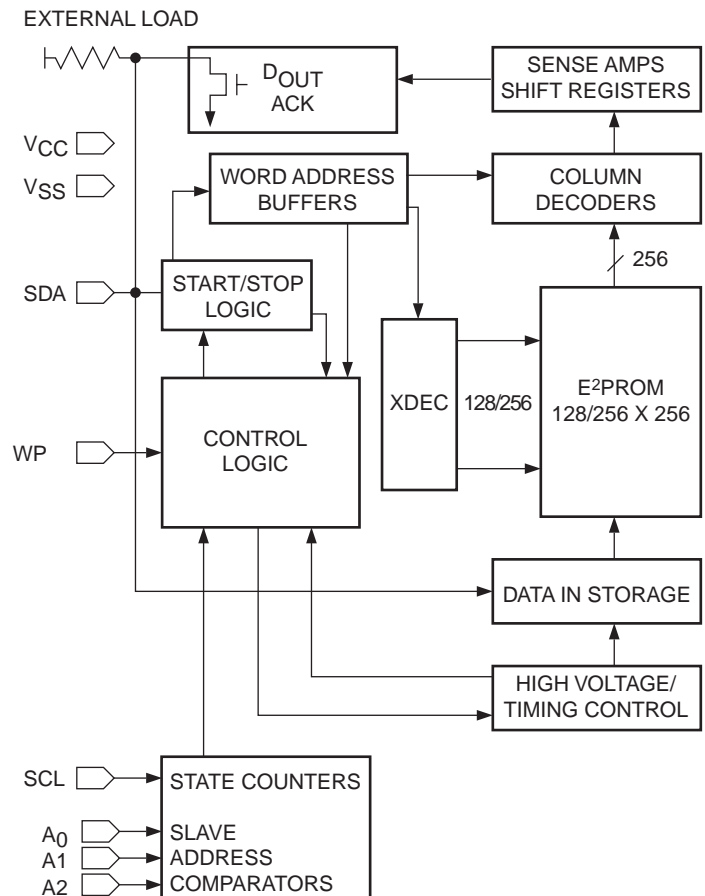 EXTERNAL LOAD
DOUT
ACK
SENSE AMPS
SHIFT REGISTERS
VCC
VSS
WORD ADDRESS
BUFFERS
COLUMN
DECODERS
256
SDA
START/STOP
LOGIC
XDEC
128/256
E2PROM
128/256 X 256
WP
CONTROL
LOGIC
DATA IN STORAGE
HIGH VOLTAGE/
TIMING CONTROL
SCL
STATE COUNTERS
A0
SLAVE
A1
ADDRESS
A2
COMPARATORS